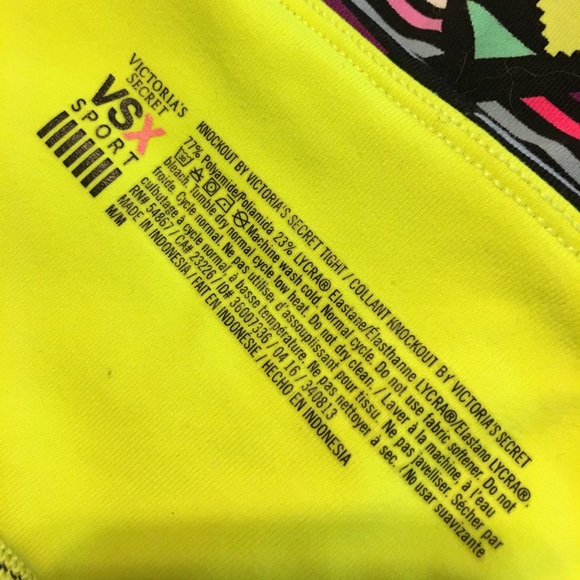 VICTORIA'S
SECRET
VSX
SPORT
M/M
KNOCKOUT BY VICTORIA'S SECRET TIGHT / COLLANT KNOCKOUT BY VICTORIA'S SECRET
77% Polyamide/Poliamida 23% LYCRA® Elastane/Élasthanne LYCRA®/Elastano LYCRA®.
Machine wash cold. Normal cycle. Do not use fabric softener. Do not
bleach. Tumble dry normal cycle low heat. Do not dry clean. / Laver à la machine, à l'eau
froide. Cycle normal. Ne pas utilise, d'assouplissant pour tissu. Ne pas javelliser. Sécher par
culbutage à cycle normal, à basse température. Ne pas nettoyer à sec. / No usar suavizante
RN# 54867 / CA# 23226 / ID# 36007336 / 04 16 / 340813
MADE IN INDONESIA / FAIT EN INDONÉSIE / HECHO EN INDONESIA